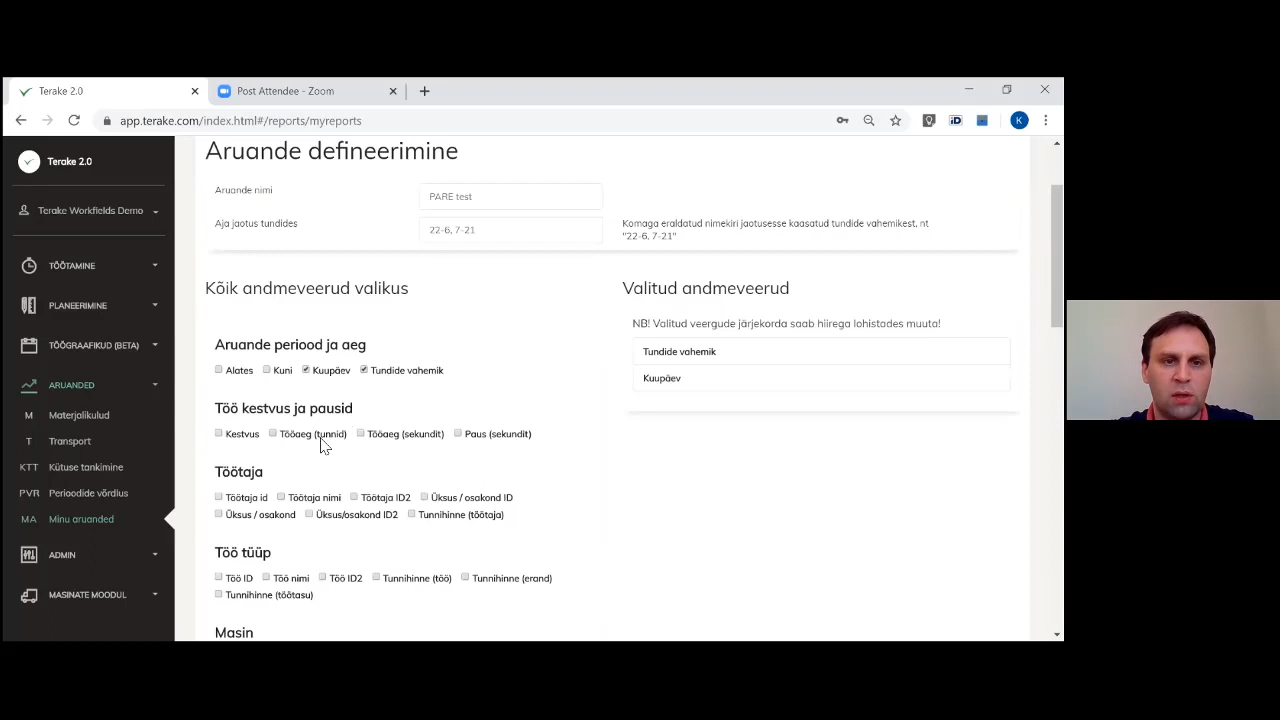 Terake 2.0
Post Attendee - Zoom
app.terake.com/index.html#/reports/myreports
iD
K
Terake 2.0
Terake Workfields Demo
TÖÖTAMINE
PLANEERIMINE
TÖÖGRAAFIKUD (BETA)
ARUANDED
M Materjalikulud
T Transport
KTT Kütuse tankimine
PVR Perioodide võrdlus
MA Minu aruanded
ADMIN
MASINATE MOODUL
Aruande defineerimine
Aruande nimi
PARE test
Aja jaotus tundides
22-6, 7-21
Komaga eraldatud nimekiri jaotusesse kaasatud tundide vahemikest, nt
"22-6, 7-21"
Kõik andmeveerud valikus
Aruande periood ja aeg
Alates Kuni Kuupäev Tundide vahemik
Töö kestvus ja pausid
Kestvus Tööaeg (tunnid) Tööaeg (sekundit) Paus (sekundit)
Töötaja
Töötaja id Töötaja nimi Töötaja ID2 Üksus / osakond ID
Üksus / osakond Üksus/osakond ID2 Tunnihinne (töötaja)
Töö tüüp
Töö ID Töö nimi Töö ID2 Tunnihinne (töö) Tunnihinne (erand)
Tunnihinne (töötasu)
Masin
Valitud andmeveerud
NB! Valitud veergude järjekorda saab hiirega lohistades muuta!
Tundide vahemik
Kuupäev